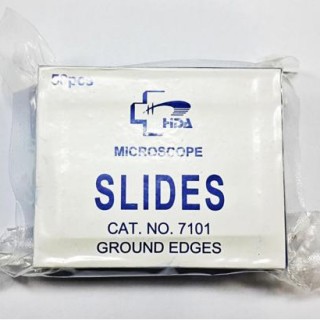 50pcs
HDA
MICROSCOPE
SLIDES
CAT. NO. 7101
GROUND EDGES